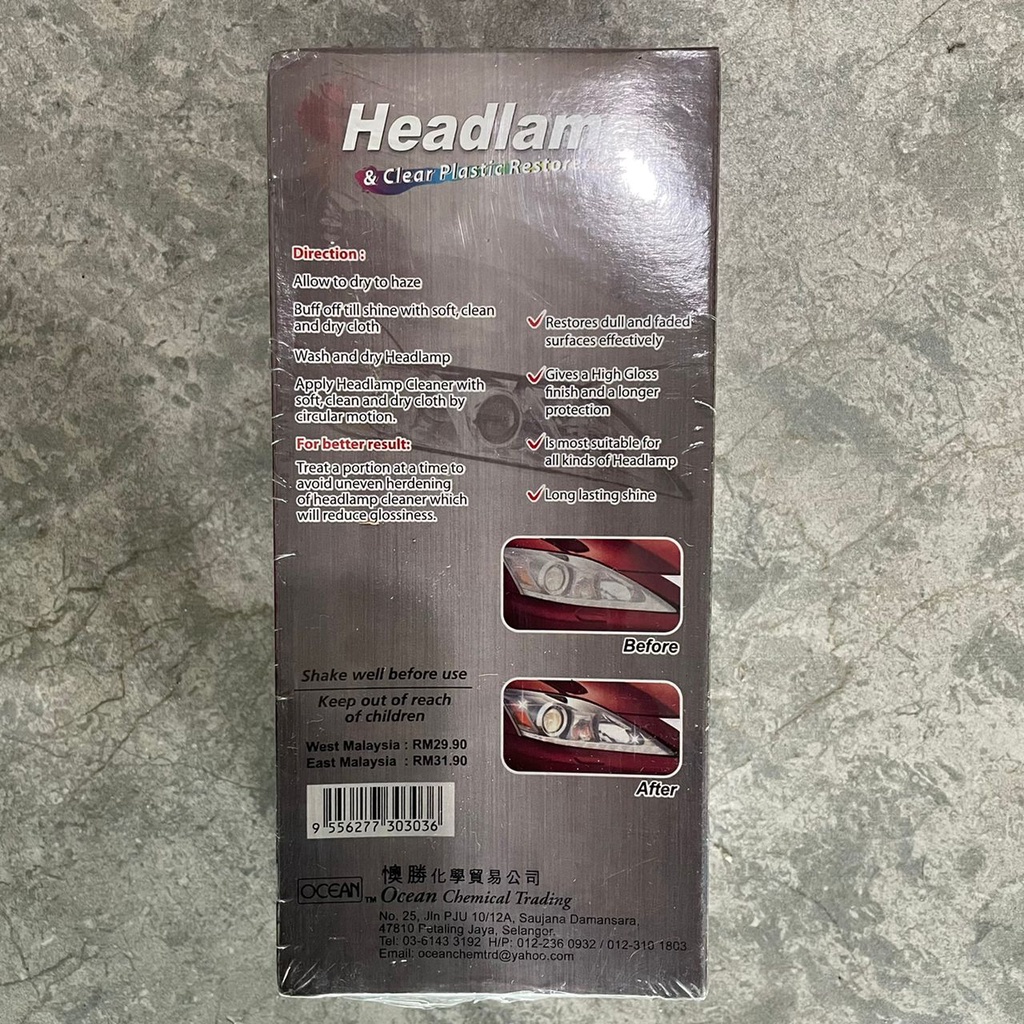 Headlam
& Clear Plastic Restore
Direction :
Allow to dry to haze
Buff off till shine with soft, clean
and dry cloth
Wash and dry Headlamp
Apply Headlamp Cleaner with
soft, clean and dry cloth by
circular motion.
For better result:
Treat a portion at a time to
avoid uneven herdening
of headlamp cleaner which
will reduce glossiness.
Restores dull and faded
surfaces effectively
Gives a High Gloss
finish and a longer
protection
Is most suitable for
all kinds of Headlamp
Long lasting shine
Before
After
Shake well before use
Keep out of reach
of children
West Malaysia : RM29.90
East Malaysia : RM31.90
9 556277 303036
OCEAN TM
懊勝化學貿易公司
Ocean Chemical Trading
No. 25, Jln PJU 10/12A, Saujana Damansara,
47810 Petaling Jaya, Selangor.
Tel: 03-6143 3192 H/P: 012-236 0932 / 012-310 1803
Email: oceanchemtrd@yahoo.com